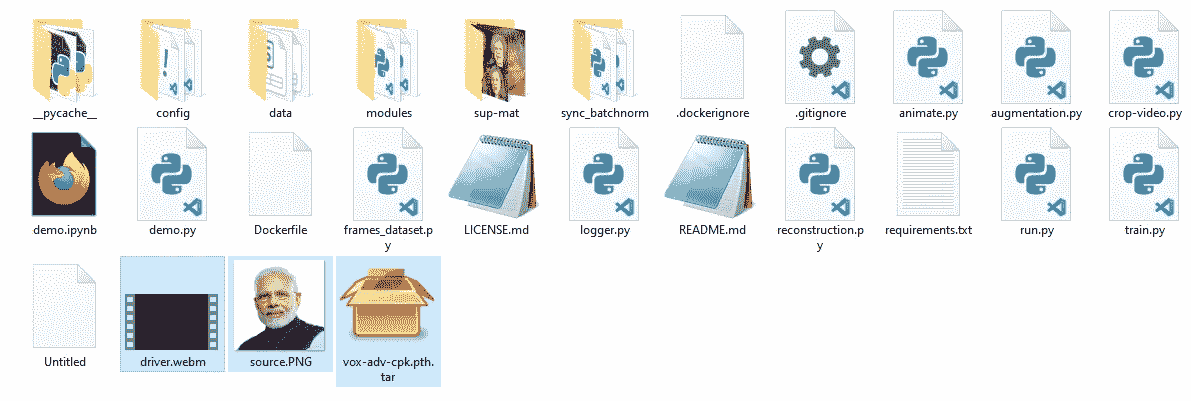 __pycache__ config data modules sup-mat sync_batchnorm .dockerignore .gitignore animate.py augmentation.py crop-video.py
demo.ipynb demo.py Dockerfile frames_dataset.p LICENSE.md logger.py README.md reconstruction.p requirements.txt run.py train.py
y y
Untitled driver.webm source.PNG vox-adv-cpk.pth.
tar